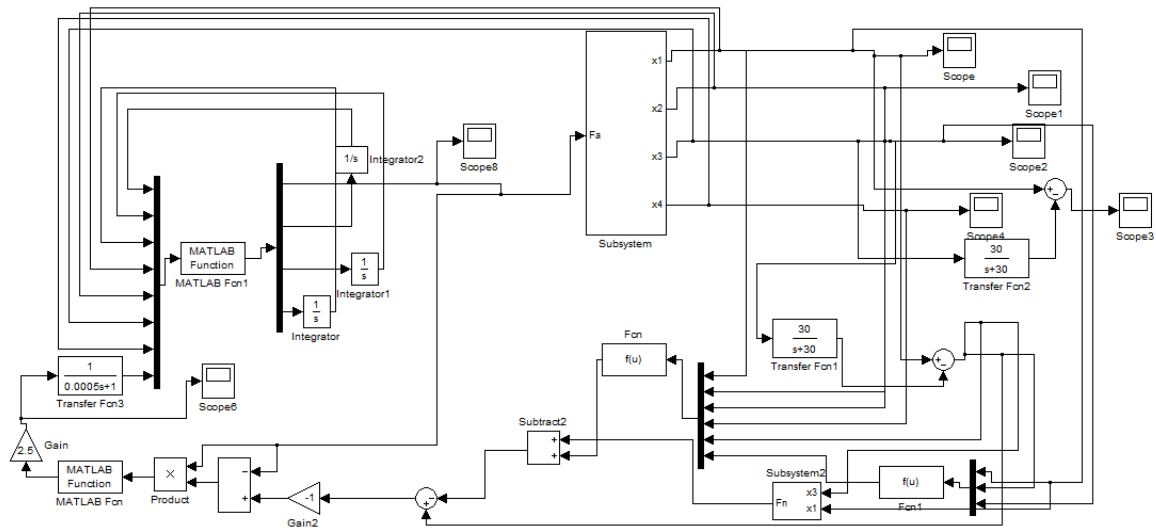 x1
Scope
x2
Scope1
Fa
x3
Scope2
x4
Scope4
Subsystem
Scope3
1/s
Integrator2
Scope8
MATLAB
Function
MATLAB Fcn1
1
s
Integrator1
1
s
Integrator
30
s+30
Transfer Fcn2
30
s+30
Transfer Fcn1
Fcn
f(u)
1
0.0005s+1
Transfer Fcn3
Scope6
2.5
Gain
Subtract2
+
+
MATLAB
Function
MATLAB Fcn
×
Product
−
+
-1
Gain2
+
−
+
−
+
−
Subsystem2
Fn
x3
x1
f(u)
Fcn1